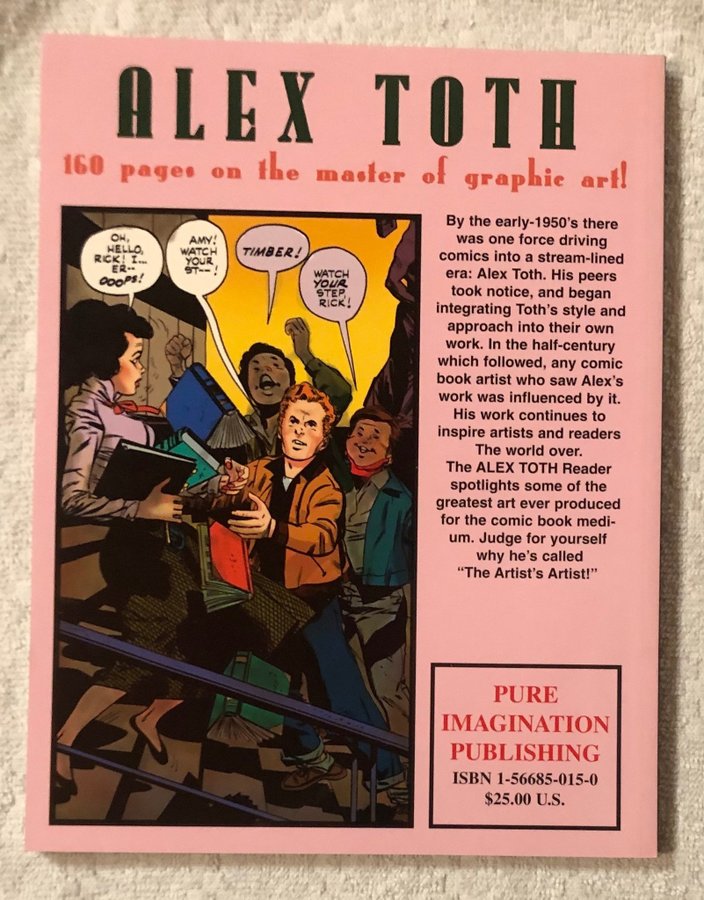 ALEX TOTH
160 pages on the master of graphic art!
OH,
HELLO,
RICK! I...
ER--
OOOPS!
AMY!
WATCH
YOUR
ST--!
TIMBER!
WATCH
YOUR
STEP,
RICK!
By the early-1950's there
was one force driving
comics into a stream-lined
era: Alex Toth. His peers
took notice, and began
integrating Toth's style and
approach into their own
work. In the half-century
which followed, any comic
book artist who saw Alex's
work was influenced by it.
His work continues to
inspire artists and readers
The world over.
The ALEX TOTH Reader
spotlights some of the
greatest art ever produced
for the comic book medi-
um. Judge for yourself
why he's called
"The Artist's Artist!"
PURE
IMAGINATION
PUBLISHING
ISBN 1-56685-015-0
$25.00 U.S.